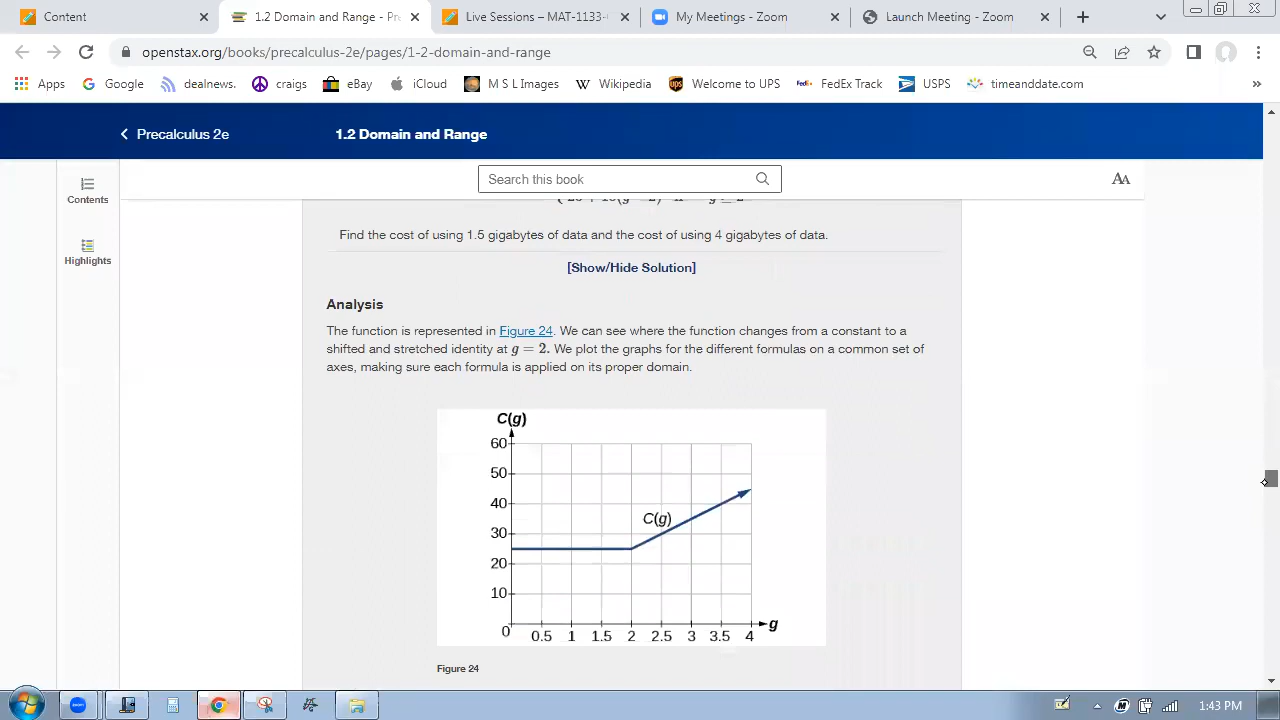 Content
1.2 Domain and Range - Pre
Live Sessions – MAT-1133-
My Meetings - Zoom
Launch Meeting - Zoom
openstax.org/books/precalculus-2e/pages/1-2-domain-and-range
Apps
Google
dealnews.
craigs
eBay
iCloud
M S L Images
Wikipedia
Welcome to UPS
FedEx Track
USPS
timeanddate.com
»
Precalculus 2e
1.2 Domain and Range
Contents
Highlights
Search this book
AA
Find the cost of using 1.5 gigabytes of data and the cost of using 4 gigabytes of data.
[Show/Hide Solution]
Analysis
The function is represented in Figure 24. We can see where the function changes from a constant to a
shifted and stretched identity at g = 2. We plot the graphs for the different formulas on a common set of
axes, making sure each formula is applied on its proper domain.
C(g)
60
50
40
30
20
10
0
C(g)
0.5 1 1.5 2 2.5 3 3.5 4
g
Figure 24
1:43 PM